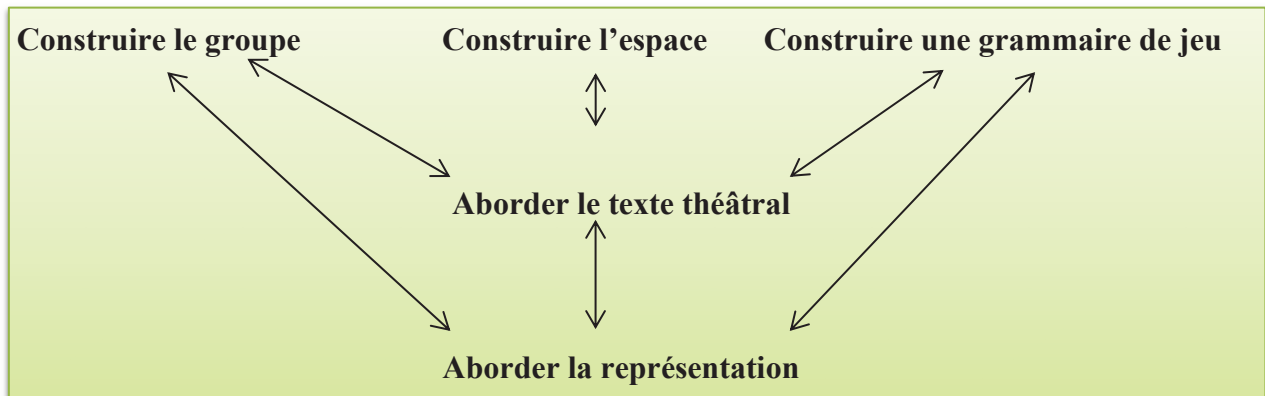 Construire le groupe
Construire l’espace
Construire une grammaire de jeu
Aborder le texte théâtral
Aborder la représentation